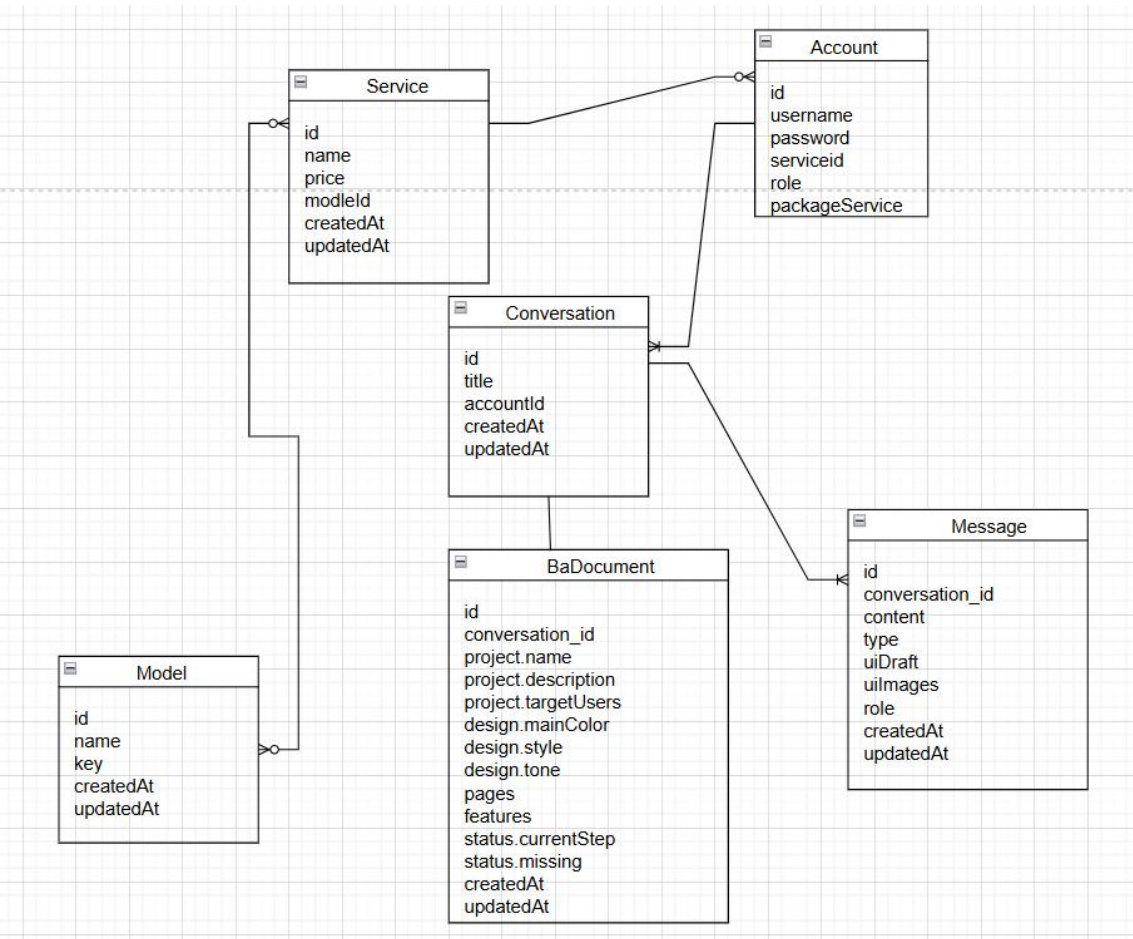 Account
id
username
password
serviceid
role
packageService
Service
id
name
price
modleId
createdAt
updatedAt
Conversation
id
title
accountId
createdAt
updatedAt
BaDocument
id
conversation_id
project.name
project.description
project.targetUsers
design.mainColor
design.style
design.tone
pages
features
status.currentStep
status.missing
createdAt
updatedAt
Message
id
conversation_id
content
type
uiDraft
uiImages
role
createdAt
updatedAt
Model
id
name
key
createdAt
updatedAt